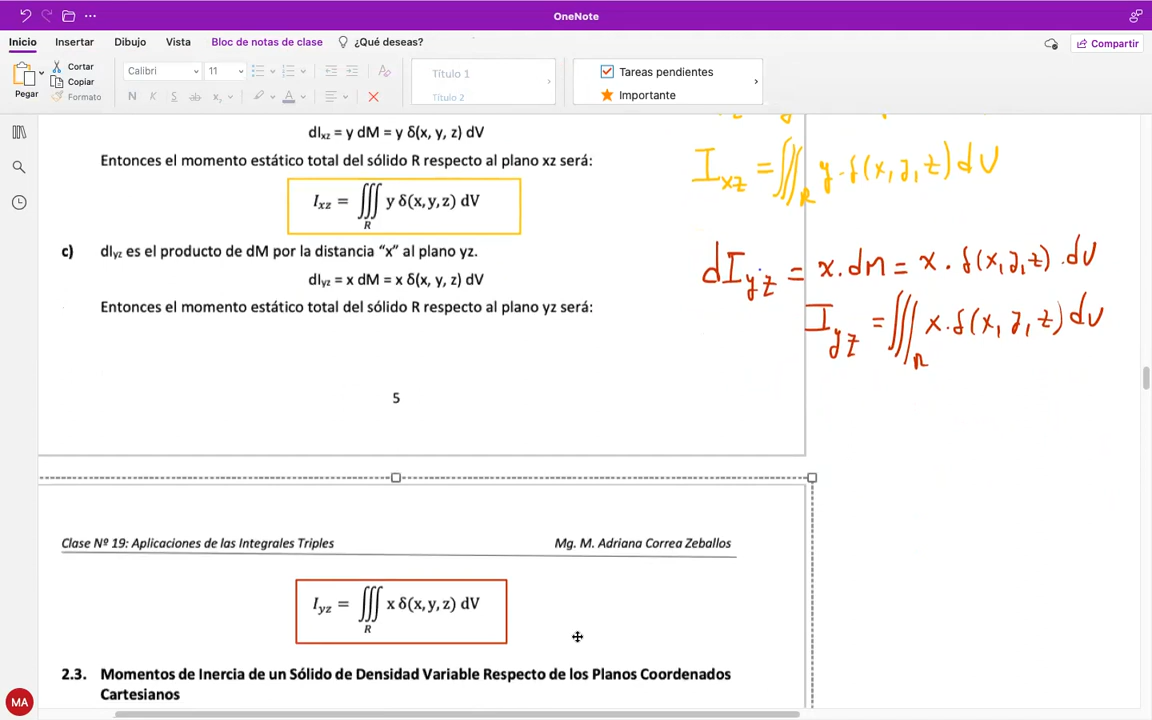 OneNote
Inicio Insertar Dibujo Vista Bloc de notas de clase ¿Qué deseas? Compartir
Pegar Cortar Copiar Formato
Calibri 11 Título 1 Título 2 Tareas pendientes Importante
N K S ab x, A
dIxz = y dM = y δ(x, y, z) dV
Entonces el momento estático total del sólido R respecto al plano xz será:
I_xz = ∭_R y δ(x,y,z) dV
I_xz = ∭_R y·δ(x,y,z) dV
c) dIyz es el producto de dM por la distancia “x” al plano yz.
dIyz = x dM = x δ(x, y, z) dV
Entonces el momento estático total del sólido R respecto al plano yz será:
dI_yz = x.dM = x.δ(x,y,z).dV
I_yz = ∭_R x.δ(x,y,z) dV
5
Clase Nº 19: Aplicaciones de las Integrales Triples Mg. M. Adriana Correa Zeballos
I_yz = ∭_R x δ(x,y,z) dV
2.3. Momentos de Inercia de un Sólido de Densidad Variable Respecto de los Planos Coordenados
Cartesianos
MA